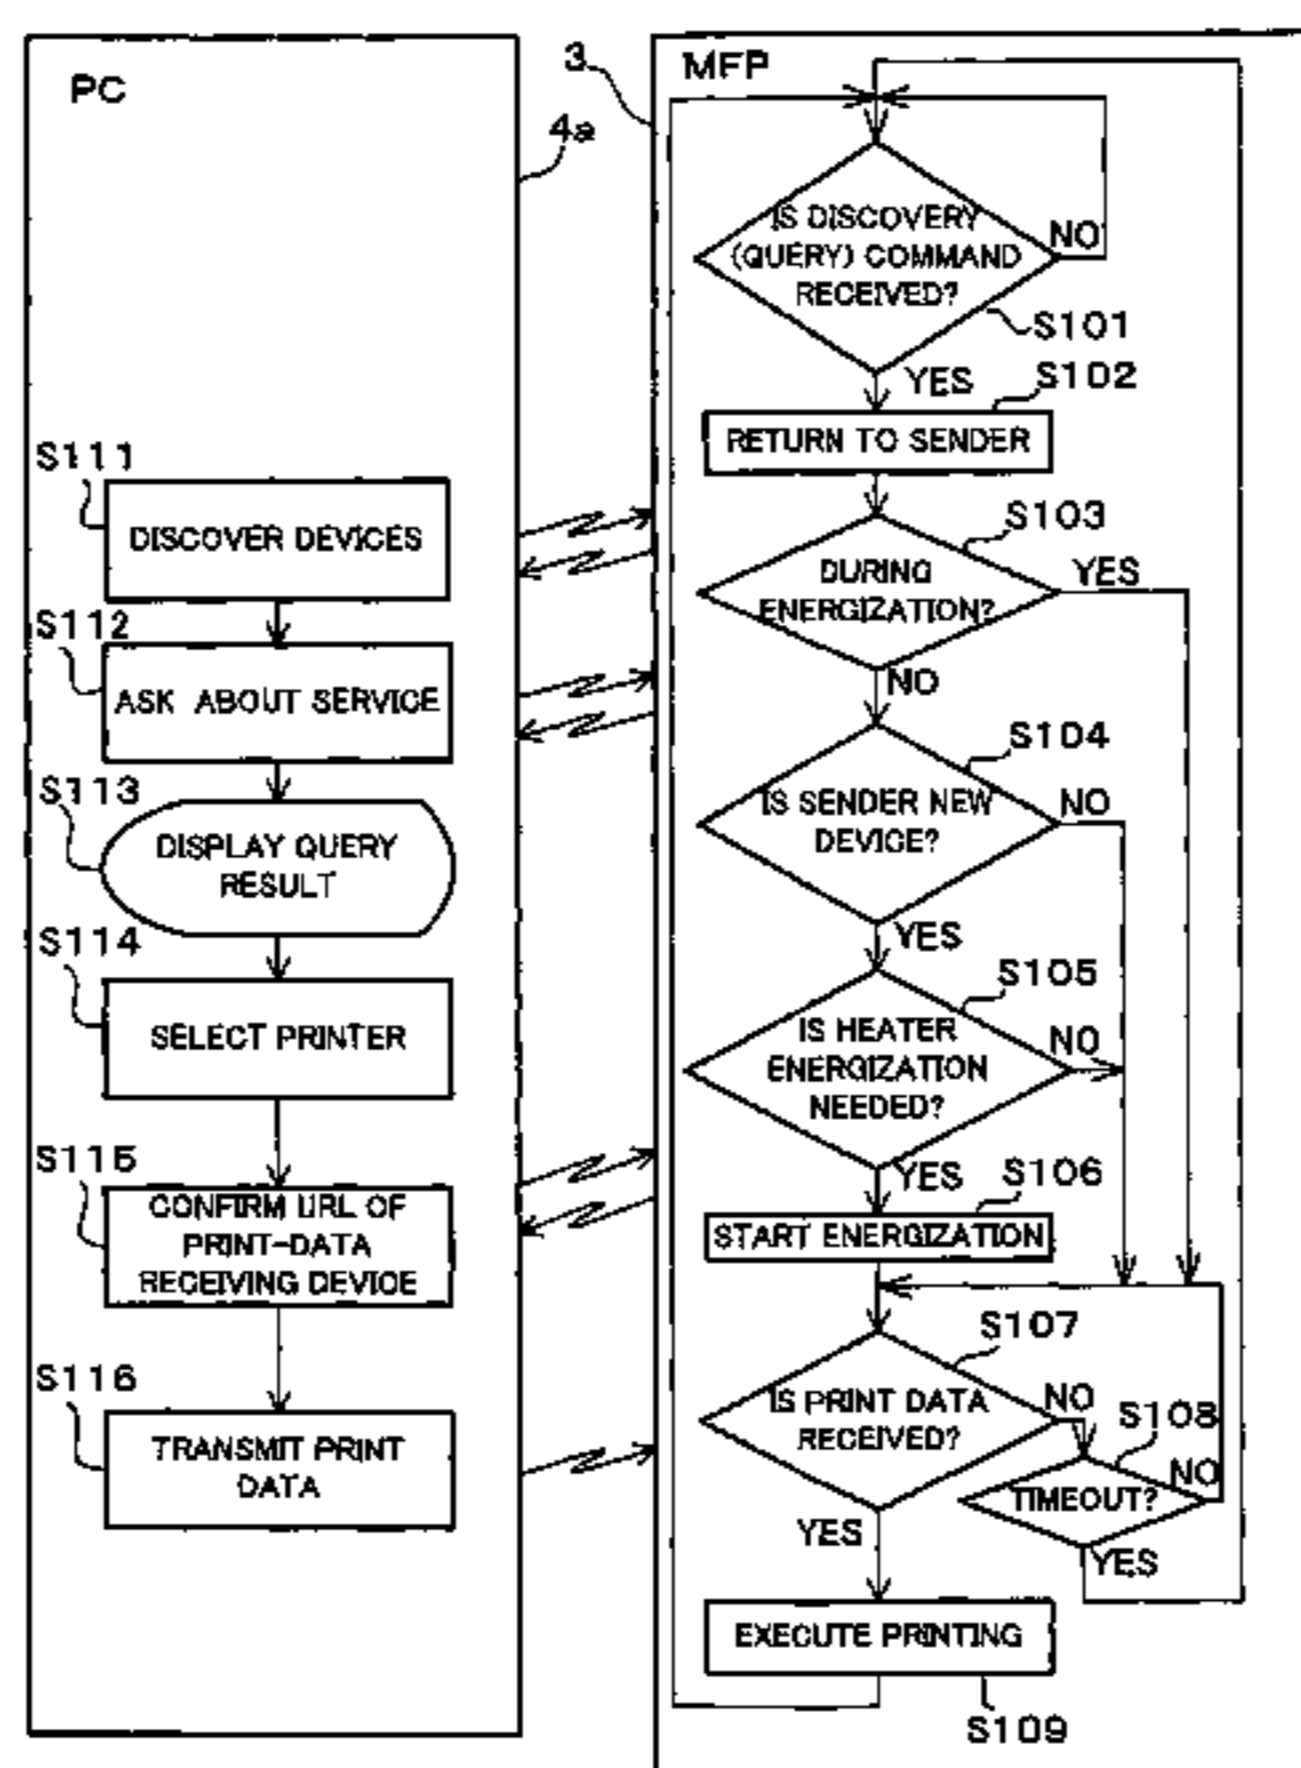 PC
4a
S111
DISCOVER DEVICES
S112
ASK ABOUT SERVICE
S113
DISPLAY QUERY
RESULT
S114
SELECT PRINTER
S115
CONFIRM URL OF
PRINT-DATA
RECEIVING DEVICE
S116
TRANSMIT PRINT
DATA
3
MFP
IS DISCOVERY
(QUERY) COMMAND
RECEIVED?
NO
S101
YES
S102
RETURN TO SENDER
S103
DURING
ENERGIZATION?
YES
NO
S104
IS SENDER NEW
DEVICE?
NO
YES
S105
IS HEATER
ENERGIZATION
NEEDED?
NO
YES
S106
START ENERGIZATION
S107
IS PRINT DATA
RECEIVED?
NO
S108
TIMEOUT?
NO
YES
YES
EXECUTE PRINTING
S109